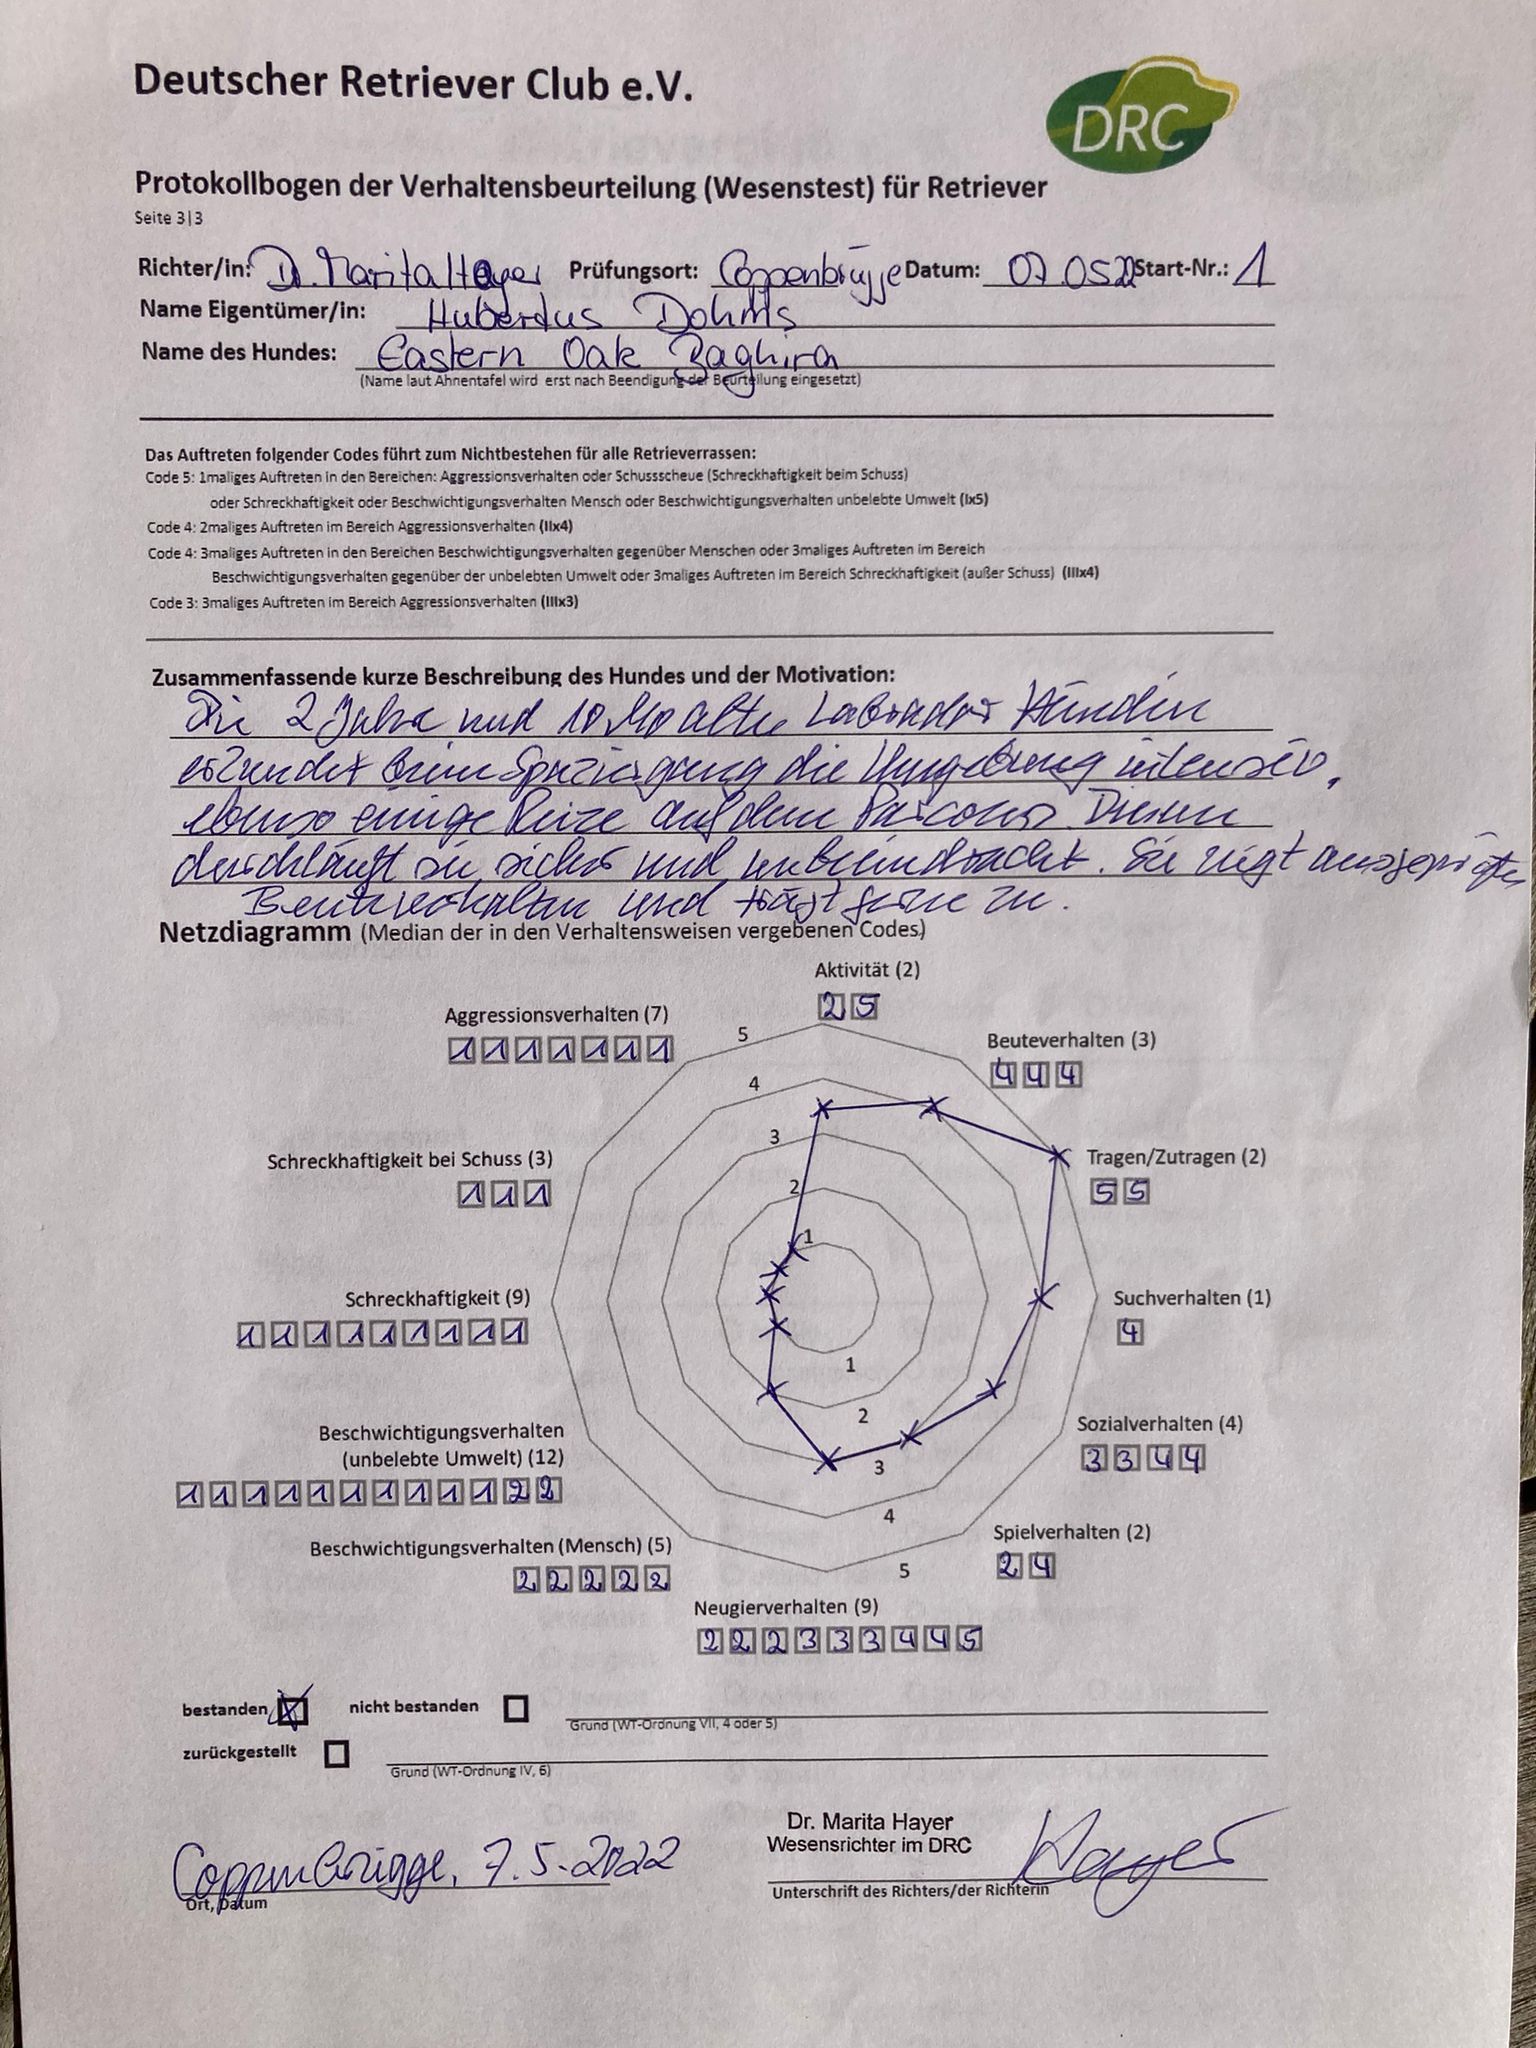 Deutscher Retriever Club e.V.
DRC
Protokollbogen der Verhaltensbeurteilung (Wesenstest) für Retriever
Seite 3|3
Richter/in: Dr. Marita Hayer Prüfungsort: Coppenbrügge Datum: 07.0522 Start-Nr.: 1
Name Eigentümer/in: Hubertus Dohms
Name des Hundes: Eastern Oak Baghira
(Name laut Ahnentafel wird erst nach Beendigung der Beurteilung eingesetzt)
Das Auftreten folgender Codes führt zum Nichtbestehen für alle Retrieverrassen:
Code 5: 1maliges Auftreten in den Bereichen: Aggressionsverhalten oder Schussscheue (Schreckhaftigkeit beim Schuss)
oder Schreckhaftigkeit oder Beschwichtigungsverhalten Mensch oder Beschwichtigungsverhalten unbelebte Umwelt (Ix5)
Code 4: 2maliges Auftreten im Bereich Aggressionsverhalten (IIx4)
Code 4: 3maliges Auftreten in den Bereichen Beschwichtigungsverhalten gegenüber Menschen oder 3maliges Auftreten im Bereich
Beschwichtigungsverhalten gegenüber der unbelebten Umwelt oder 3maliges Auftreten im Bereich Schreckhaftigkeit (außer Schuss) (IIIx4)
Code 3: 3maliges Auftreten im Bereich Aggressionsverhalten (IIIx3)
Zusammenfassende kurze Beschreibung des Hundes und der Motivation:
Die 2 Jahre und 10 Mo alte Labrador Hündin
erkundet beim Spaziergang die Umgebung intensiv,
ebenso einige Reize auf dem Parcours. Diesen
durchläuft sie sicher und unbeeindruckt. Sie zeigt ausgeprägtes
Beuteverhalten und trägt gerne zu.
Netzdiagramm (Median der in den Verhaltensweisen vergebenen Codes)
Aktivität (2)
2 5
Aggressionsverhalten (7)
1 1 1 1 1 1 1
Beuteverhalten (3)
4 4 4
Schreckhaftigkeit bei Schuss (3)
1 1 1
Tragen/Zutragen (2)
5 5
Schreckhaftigkeit (9)
1 1 1 1 1 1 1 1 1
Suchverhalten (1)
4
Beschwichtigungsverhalten
(unbelebte Umwelt) (12)
1 1 1 1 1 1 1 1 1 1 2 2
Sozialverhalten (4)
3 3 4 4
Beschwichtigungsverhalten (Mensch) (5)
2 2 2 2 2
Spielverhalten (2)
2 4
Neugierverhalten (9)
2 2 2 3 3 3 4 4 5
5
4
3
2
1
1
2
3
4
5
bestanden nicht bestanden
Grund (WT-Ordnung VII, 4 oder 5)
zurückgestellt
Grund (WT-Ordnung IV, 6)
Dr. Marita Hayer
Wesensrichter im DRC
Hayer
Coppenbrügge, 7.5.2022
Ort, Datum
Unterschrift des Richters/der Richterin